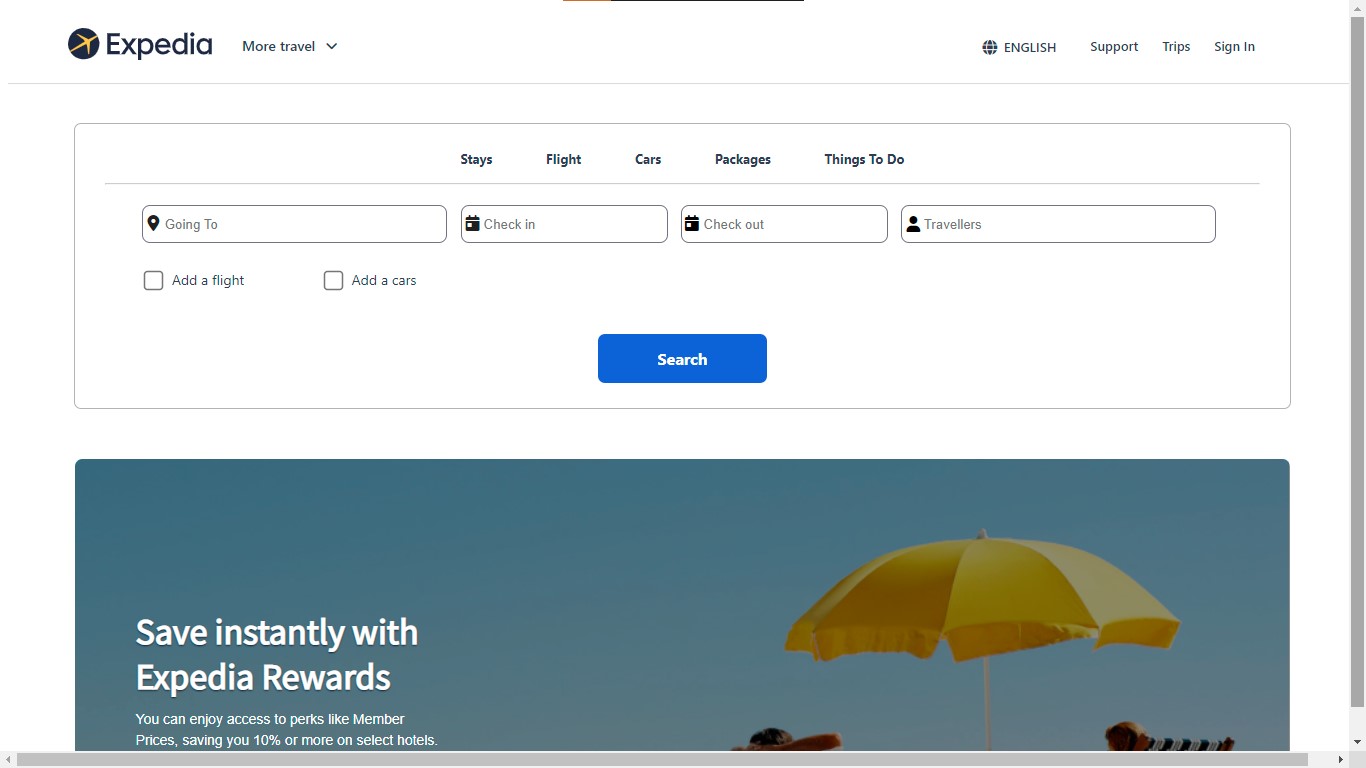 Expedia More travel ENGLISH Support Trips Sign In
Stays Flight Cars Packages Things To Do
Going To Check in Check out Travellers
Add a flight Add a cars
Search
Save instantly with
Expedia Rewards
You can enjoy access to perks like Member
Prices, saving you 10% or more on select hotels.